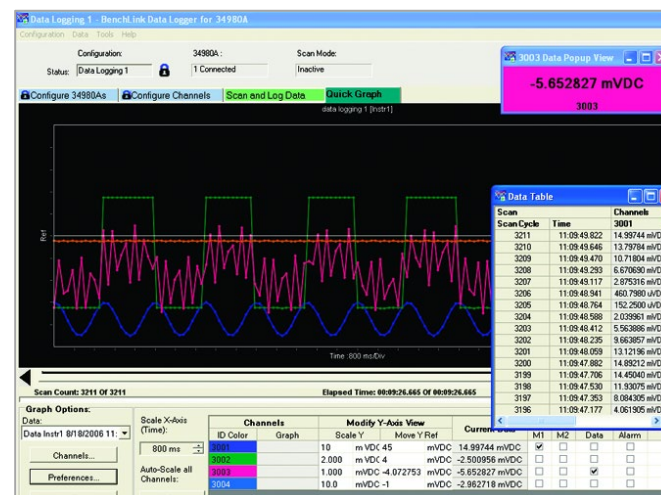 Data Logging 1 - BenchLink Data Logger for 34980A
Configuration Data Tools Help
Configuration: 34980A : Scan Mode:
Status: Data Logging 1 1 Connected Inactive
Configure 34980As Configure Channels Scan and Log Data Quick Graph
data logging 1 [Instr1]
3003 Data Popup View
-5.652827 mVDC
3003
Ref
Time :800 ms/Div
Data Table
Scan Channels
Scan Cycle Time 3001
3211 11:09:49.822 14.99744 mVD
3210 11:09:49.646 13.79784 mVD
3209 11:09:49.470 10.71804 mVD
3208 11:09:49.293 6.670690 mVD
3207 11:09:49.117 2.875316 mVD
3206 11:09:48.941 460.7980 uVD
3205 11:09:48.764 152.2500 uVD
3204 11:09:48.588 2.039961 mVD
3203 11:09:48.412 5.563886 mVD
3202 11:09:48.235 9.663857 mVD
3201 11:09:48.059 13.12196 mVD
3200 11:09:47.882 14.89212 mVD
3199 11:09:47.706 14.45040 mVD
3198 11:09:47.530 11.93075 mVD
3197 11:09:47.353 8.084305 mVD
3196 11:09:47.177 4.061905 mVD
Scan Count: 3211 Of 3211 Elapsed Time: 00:09:26.665 Of 00:09:26.665
Graph Options:
Data:
Data Instr1 8/18/2006 11:
Channels...
Preferences...
Scale X-Axis
(Time):
800 ms
Auto-Scale all
Channels:
Channels Modify Y-Axis View
ID Color Graph Scale Y Move Y Ref M1 M2 Data Alarm
3001 10 m VDC 45 mVDC 14.99744 mVDC
3002 2.000 m VDC 4 mVDC -2.500956 mVDC
3003 1.000 mVDC -4.072753 mVDC -5.652827 mVDC
3004 10.0 mVDC -1 mVDC -2.962718 mVDC